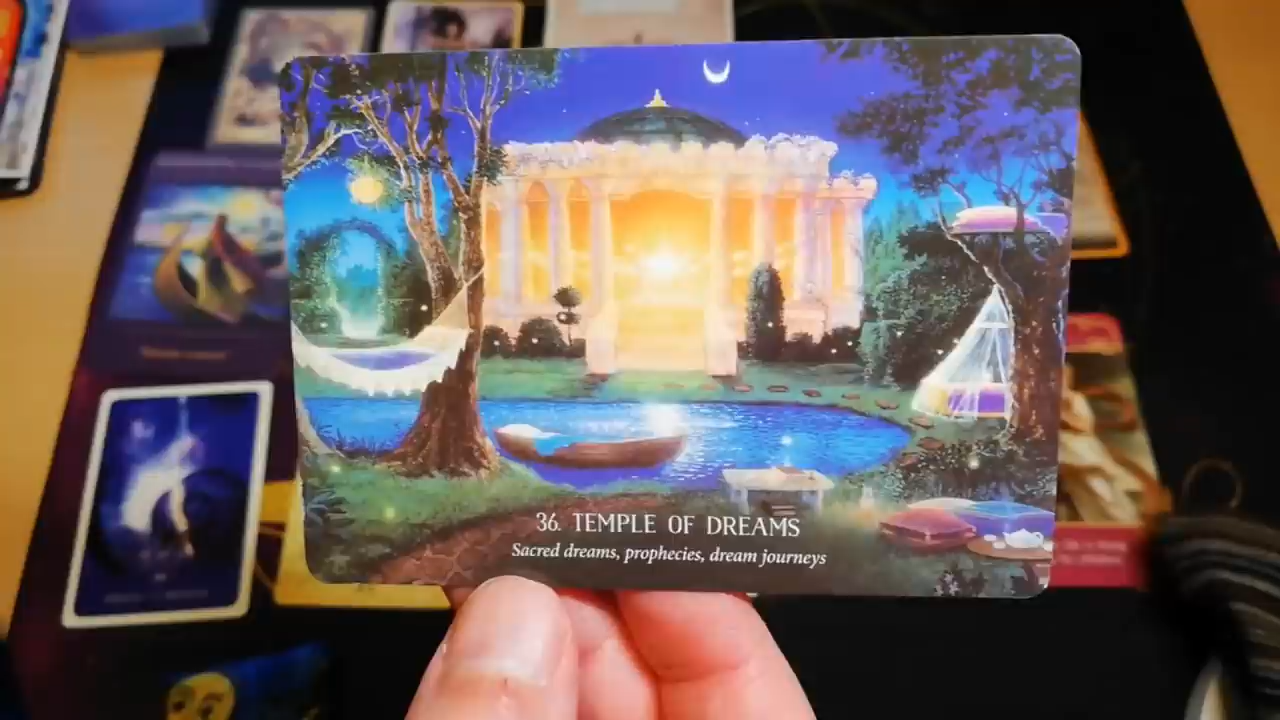 36. TEMPLE OF DREAMS
Sacred dreams, prophecies, dream journeys